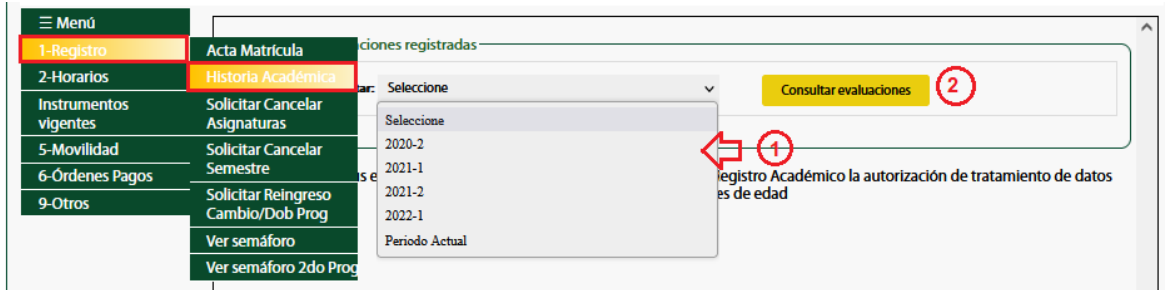 ☰ Menú
1-Registro
2-Horarios
Instrumentos
vigentes
5-Movilidad
6-Órdenes Pagos
9-Otros
Acta Matrícula
Historia Académica
Solicitar Cancelar
Asignaturas
Solicitar Cancelar
Semestre
Solicitar Reingreso
Cambio/Dob Prog
Ver semáforo
Ver semáforo 2do Prog
ciones registradas
tar: Seleccione
Consultar evaluaciones
2
Seleccione
2020-2
2021-1
2021-2
2022-1
Periodo Actual
1
us e
egistro Académico la autorización de tratamiento de datos
es de edad